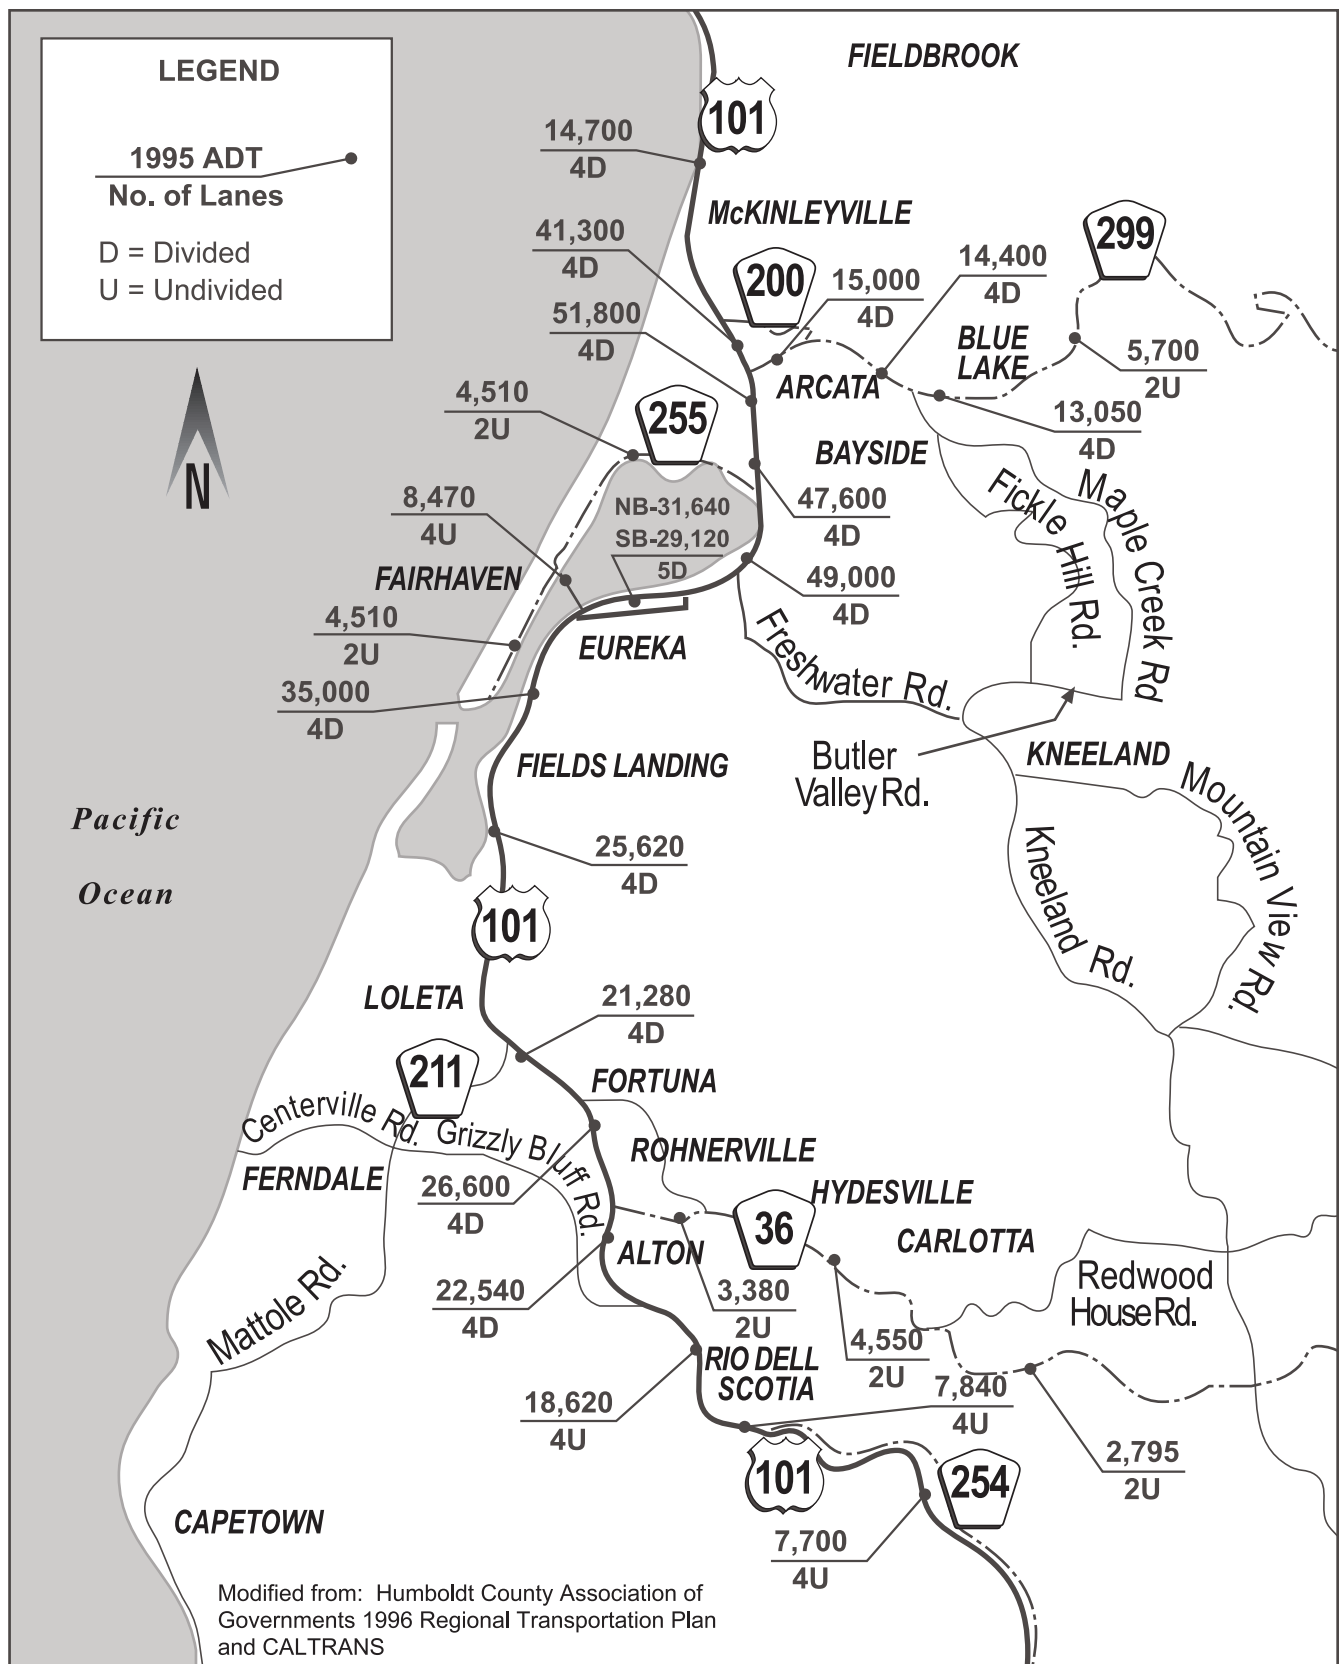 LEGEND
1995 ADT
No. of Lanes
D = Divided
U = Undivided
N
FIELDBROOK
101
14,700
4D
McKINLEYVILLE
41,300
4D
200
15,000
4D
14,400
4D
299
51,800
4D
BLUE
LAKE
5,700
2U
ARCATA
4,510
2U
255
13,050
4D
BAYSIDE
8,470
4U
NB-31,640
SB-29,120
5D
47,600
4D
Fickle Hill Rd.
Maple Creek Rd
FAIRHAVEN
49,000
4D
4,510
2U
EUREKA
Freshwater Rd.
35,000
4D
Butler
Valley Rd.
KNEELAND
FIELDS LANDING
Mountain View Rd.
Pacific
Ocean
25,620
4D
Kneeland Rd.
101
LOLETA
21,280
4D
211
FORTUNA
Centerville Rd.
Grizzly Bluff Rd.
ROHNERVILLE
FERNDALE
26,600
4D
HYDESVILLE
36
CARLOTTA
ALTON
Mattole Rd.
22,540
4D
3,380
2U
Redwood
House Rd.
4,550
2U
RIO DELL
SCOTIA
18,620
4U
7,840
4U
2,795
2U
101
254
CAPETOWN
7,700
4U
Modified from: Humboldt County Association of
Governments 1996 Regional Transportation Plan
and CALTRANS